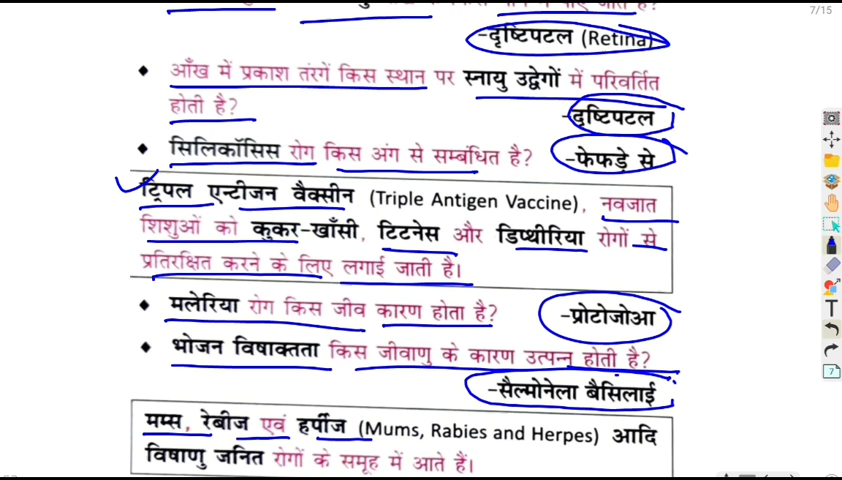 7/15
-दृष्टिपटल (Retina)
♦ आँख में प्रकाश तरंगें किस स्थान पर स्नायु उद्वेगों में परिवर्तित
होती है?
-दृष्टिपटल
♦ सिलिकॉसिस रोग किस अंग से सम्बंधित है? -फेफड़े से
ट्रिपल एन्टीजन वैक्सीन (Triple Antigen Vaccine), नवजात
शिशुओं को कुकर-खाँसी, टिटनेस और डिप्थीरिया रोगों से
प्रतिरक्षित करने के लिए लगाई जाती है।
♦ मलेरिया रोग किस जीव कारण होता है? -प्रोटोजोआ
♦ भोजन विषाक्तता किस जीवाणु के कारण उत्पन्न होती है?
-सैल्मोनेला बैसिलाई
मम्स, रेबीज एवं हर्पीज (Mums, Rabies and Herpes) आदि
विषाणु जनित रोगों के समूह में आते हैं।
T
7